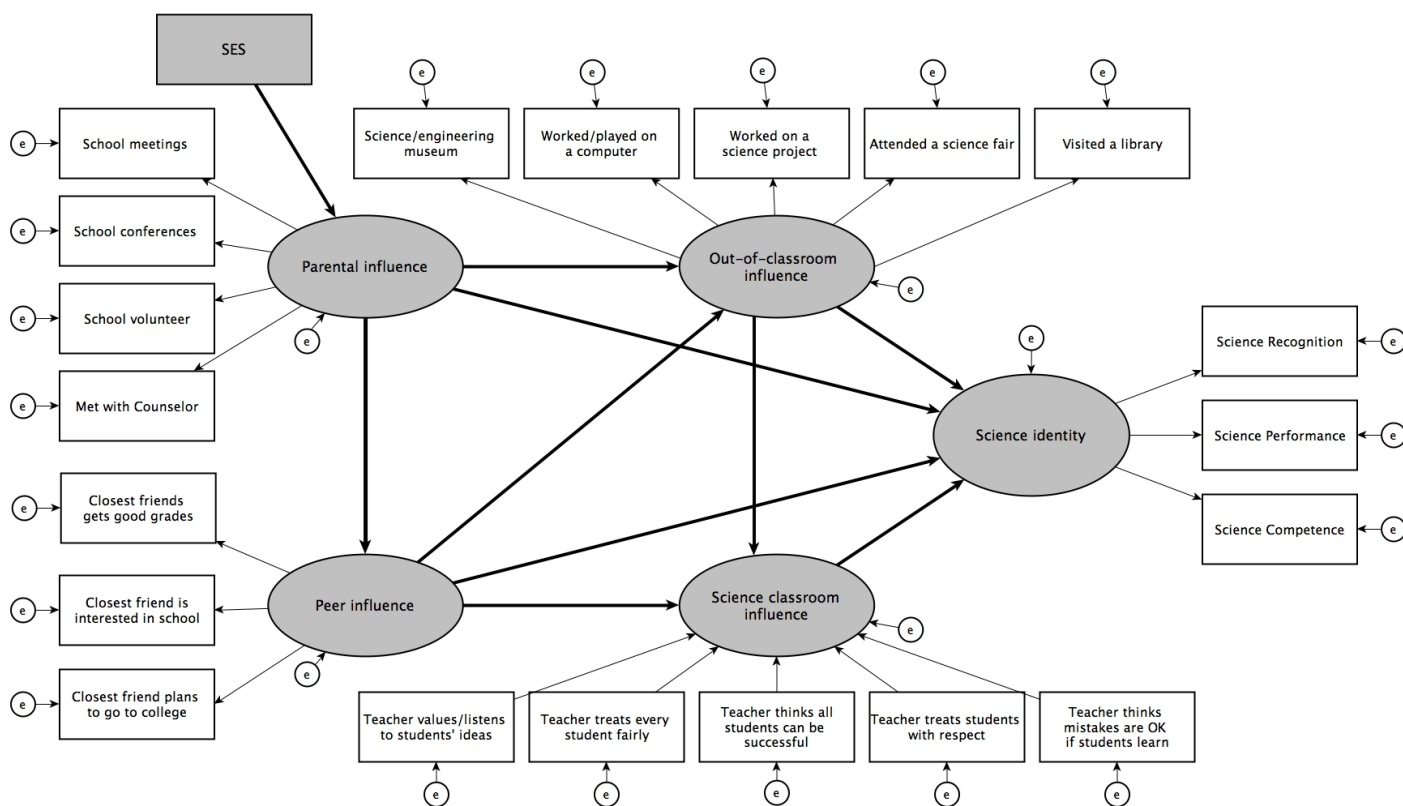 SES
e
e
e
e
e
e
School meetings
Science/engineering
museum
Worked/played on
a computer
Worked on a
science project
Attended a science fair
Visited a library
e
School conferences
Parental influence
Out-of-classroom
influence
e
e
School volunteer
e
e
Science Recognition
e
e
Met with Counselor
Science identity
Science Performance
e
e
Closest friends
gets good grades
Science Competence
e
e
Closest friend is
interested in school
Peer influence
Science classroom
influence
e
e
e
Closest friend plans
to go to college
Teacher values/listens
to students' ideas
Teacher treats every
student fairly
Teacher thinks all
students can be
successful
Teacher treats students
with respect
Teacher thinks
mistakes are OK
if students learn
e
e
e
e
e